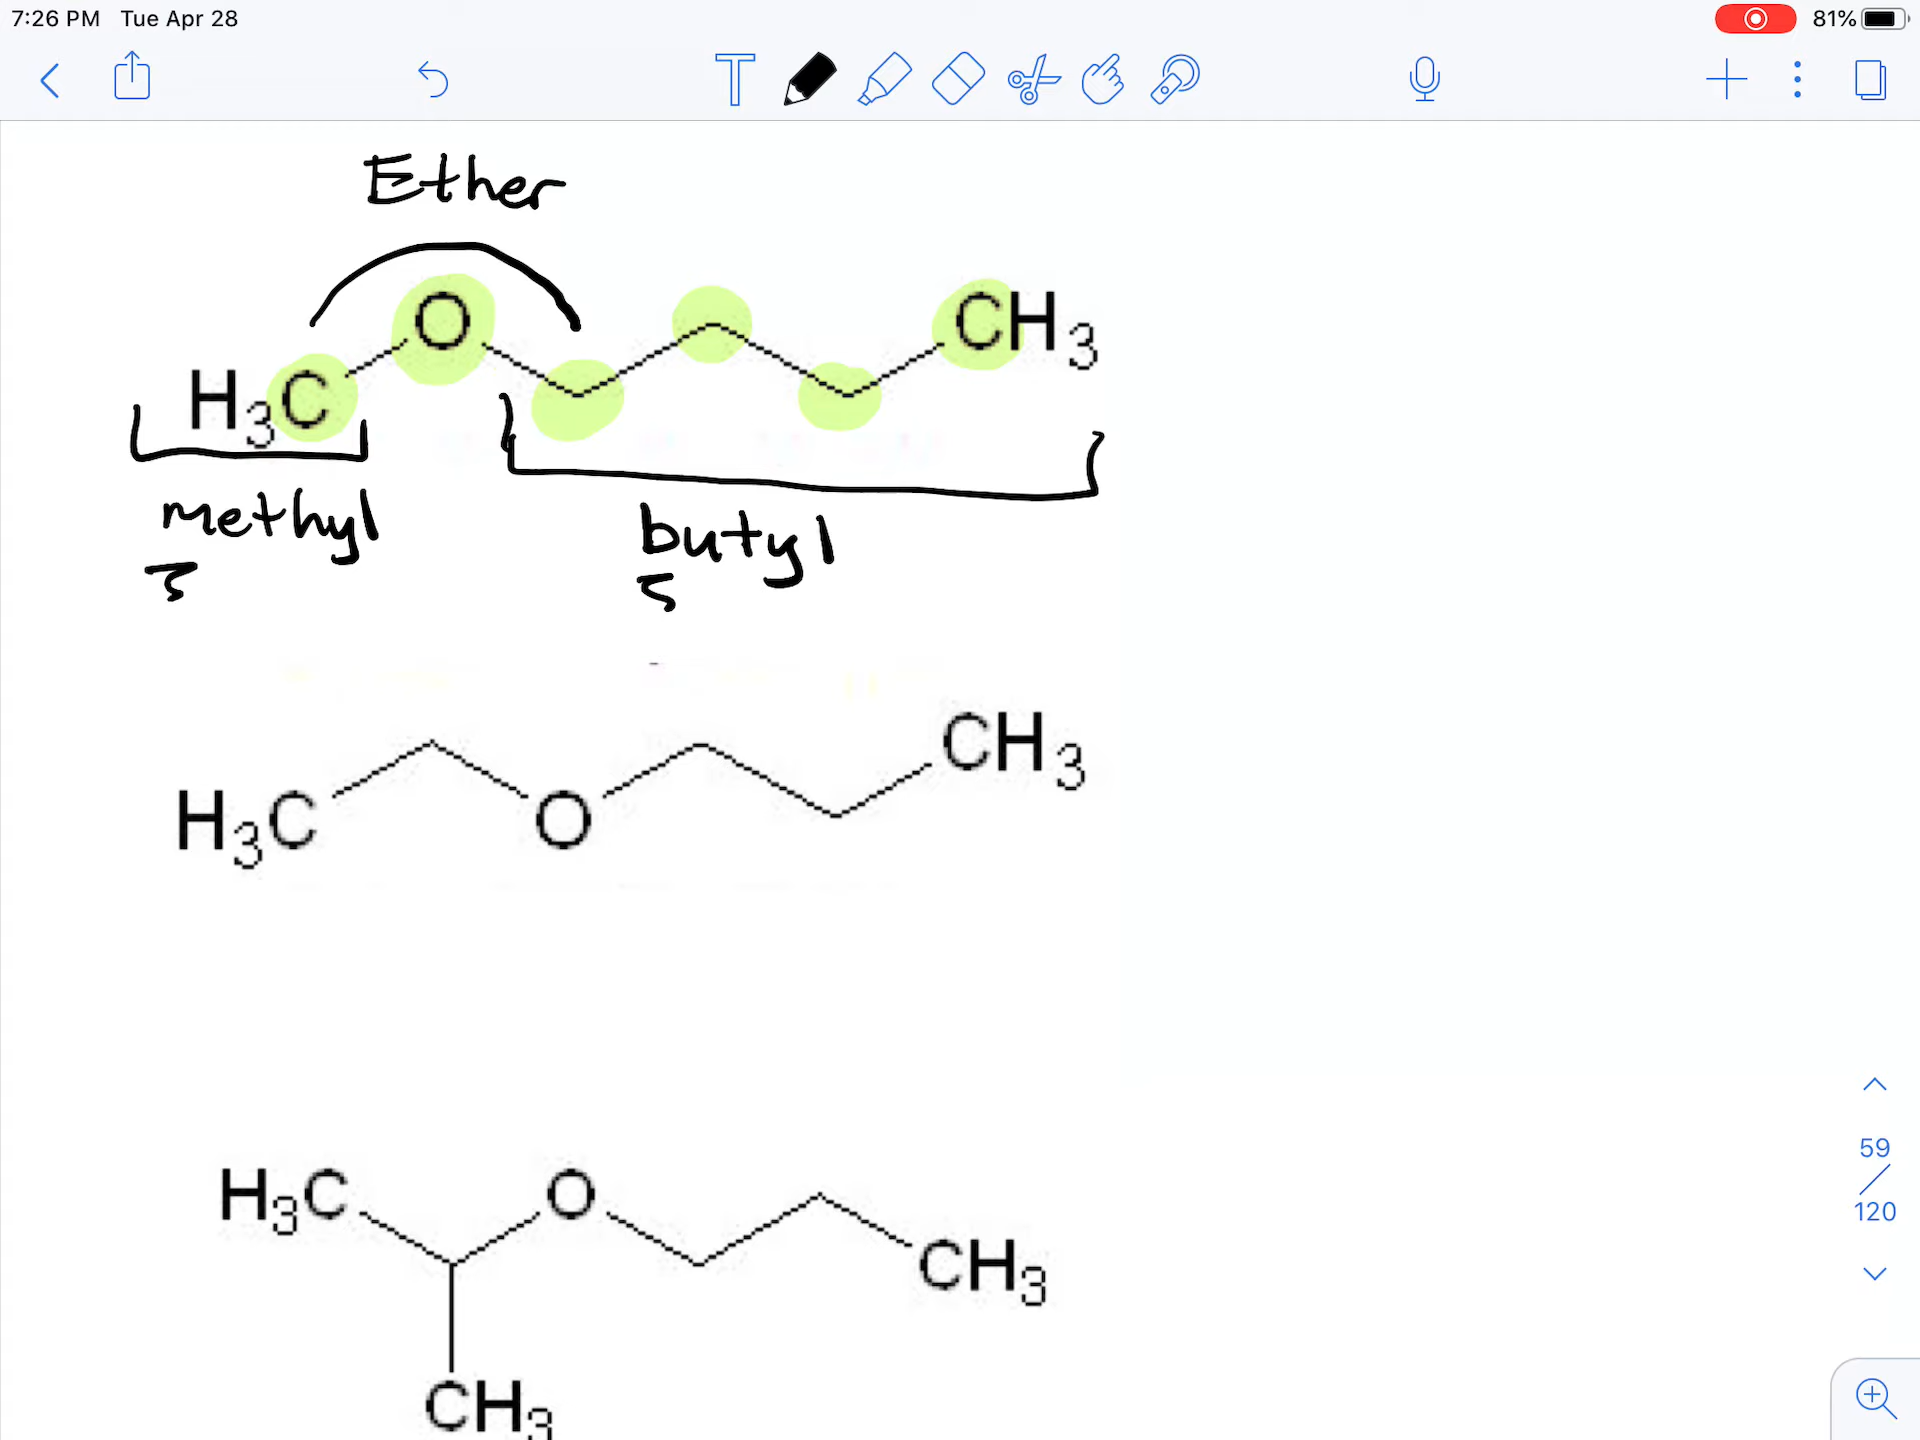 7:26 PM Tue Apr 28
81%
T
Ether
O
CH3
H3C
methyl
butyl
CH3
H3C
O
H3C
O
CH3
CH3
59
120